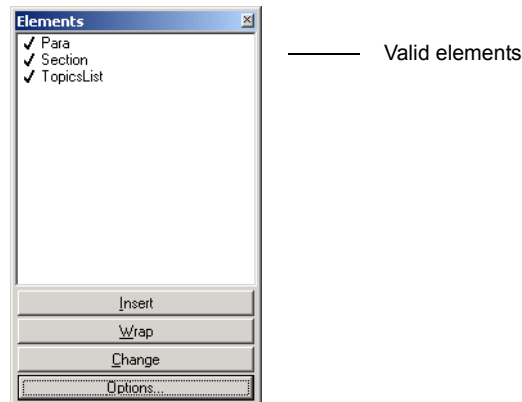 Elements
Para
Section
TopicsList
Valid elements
Insert
Wrap
Change
Options...